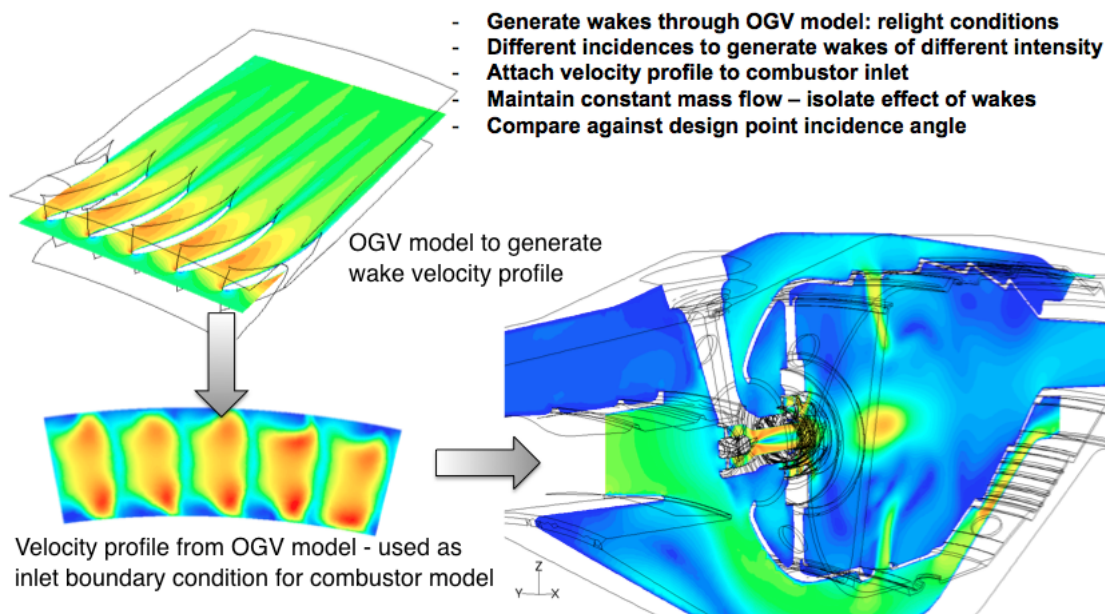 - Generate wakes through OGV model: relight conditions
- Different incidences to generate wakes of different intensity
- Attach velocity profile to combustor inlet
- Maintain constant mass flow – isolate effect of wakes
- Compare against design point incidence angle
OGV model to generate
wake velocity profile
Velocity profile from OGV model - used as
inlet boundary condition for combustor model
Z
Y X